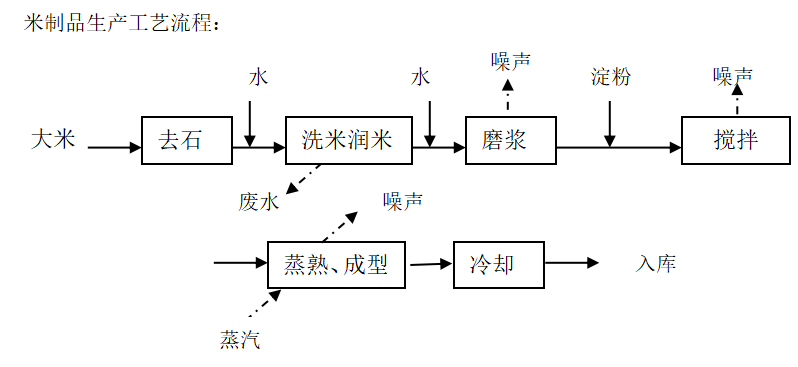 米制品生产工艺流程：
水 水 噪声 淀粉 噪声
大米 去石 洗米润米 磨浆 搅拌
废水 噪声
蒸熟、成型 冷却 入库
蒸汽